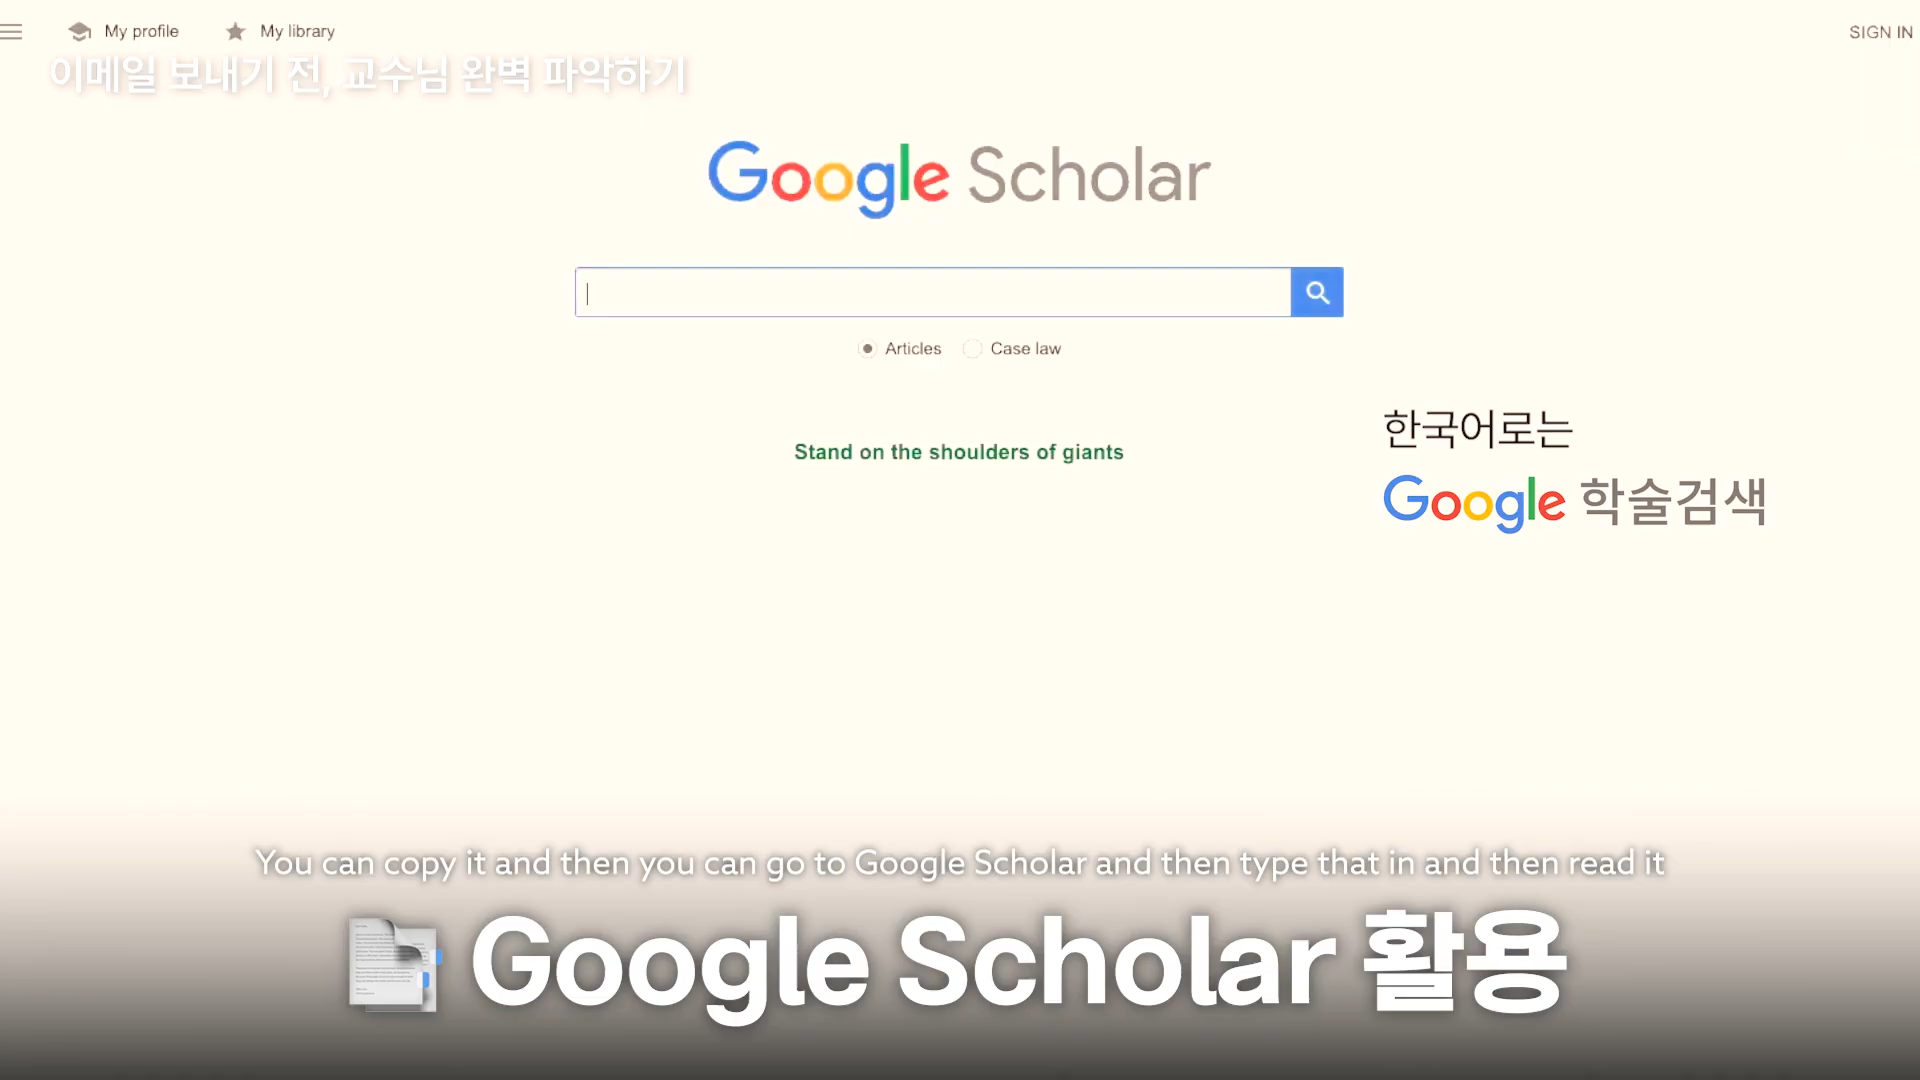 My profile
My library
SIGN IN
이메일 보내기 전, 교수님 완벽 파악하기
Google Scholar
Articles
Case law
한국어로는
Stand on the shoulders of giants
Google 학술검색
You can copy it and then you can go to Google Scholar and then type that in and then read it
Google Scholar 활용